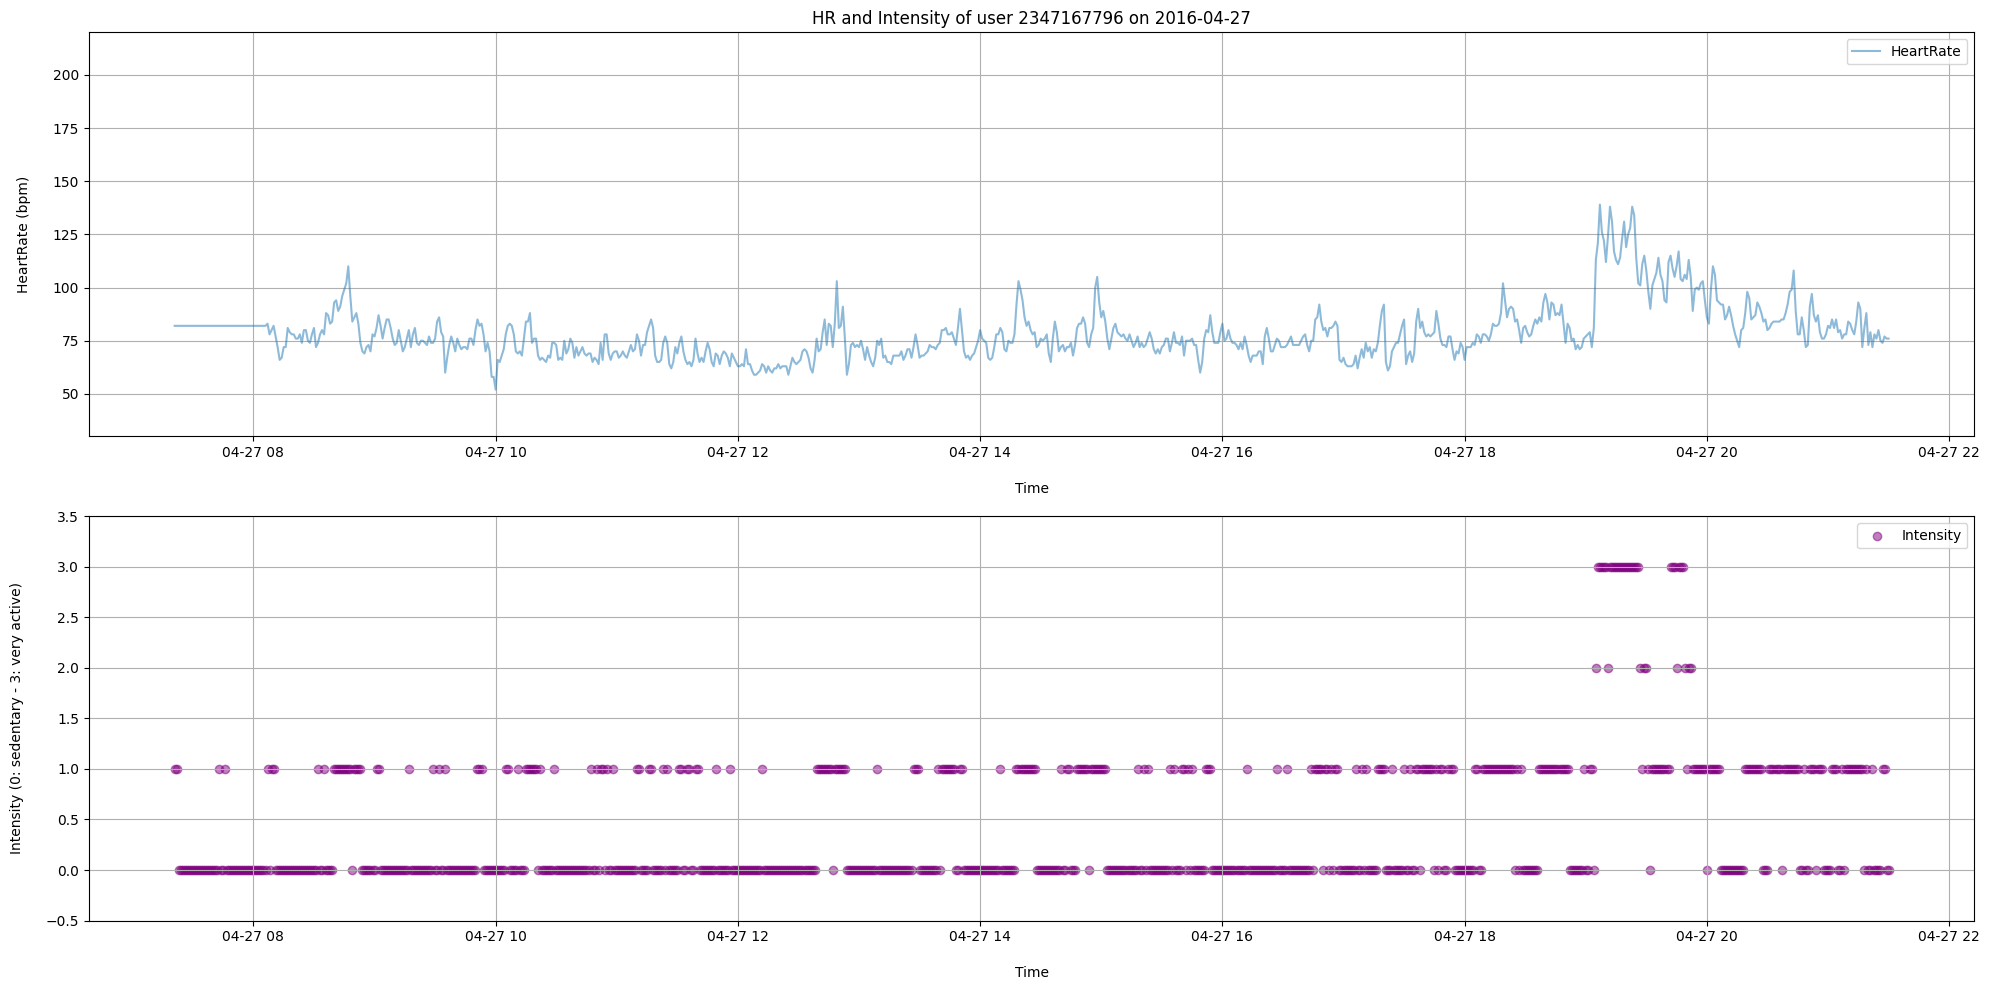 HR and Intensity of user 2347167796 on 2016-04-27
HeartRate
200
175
150
125
100
75
50
HeartRate (bpm)
04-27 08 04-27 10 04-27 12 04-27 14 04-27 16 04-27 18 04-27 20 04-27 22
Time
Intensity
3.5
3.0
2.5
2.0
1.5
1.0
0.5
0.0
−0.5
Intensity (0: sedentary - 3: very active)
04-27 08 04-27 10 04-27 12 04-27 14 04-27 16 04-27 18 04-27 20 04-27 22
Time